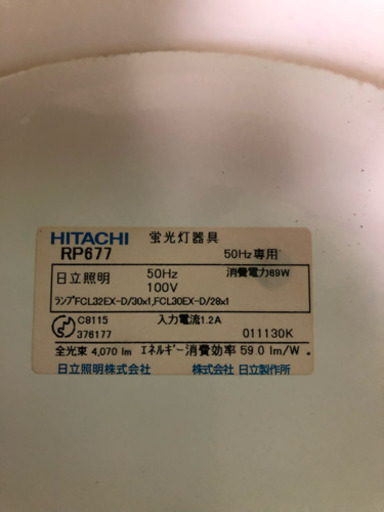 HITACHI 蛍光灯器具
RP677 50Hz専用
日立照明 50Hz 100V 消費電力69W
ランプFCL32EX-D/30x1,FCL30EX-D/28x1
C8115 376177 入力電流1.2A 011130K
全光束 4,070 lm エネルギー消費効率 59.0 lm/W.
日立照明株式会社 株式会社 日立製作所